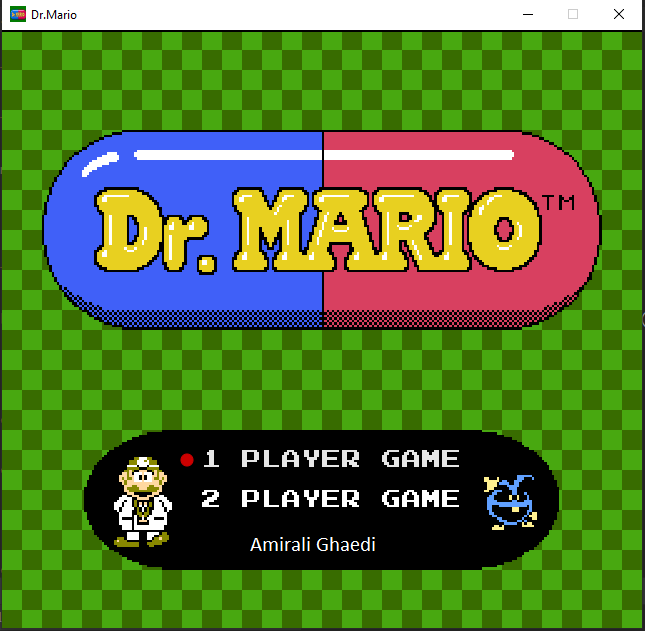 Dr.Mario
Dr. MARIO™
1 PLAYER GAME
2 PLAYER GAME
Amirali Ghaedi